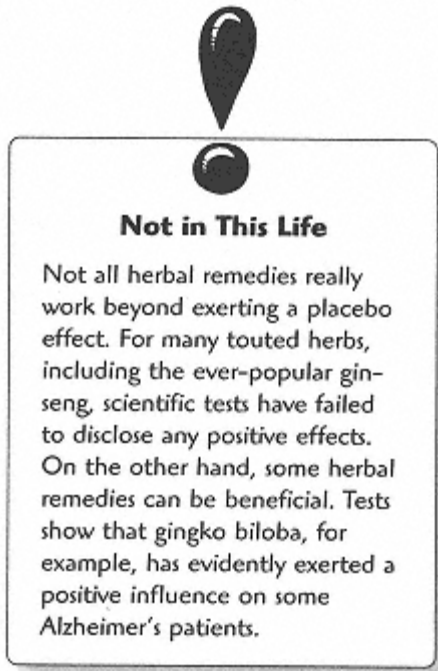 Not in This Life
Not all herbal remedies really
work beyond exerting a placebo
effect. For many touted herbs,
including the ever-popular gin-
seng, scientific tests have failed
to disclose any positive effects.
On the other hand, some herbal
remedies can be beneficial. Tests
show that gingko biloba, for
example, has evidently exerted a
positive influence on some
Alzheimer's patients.